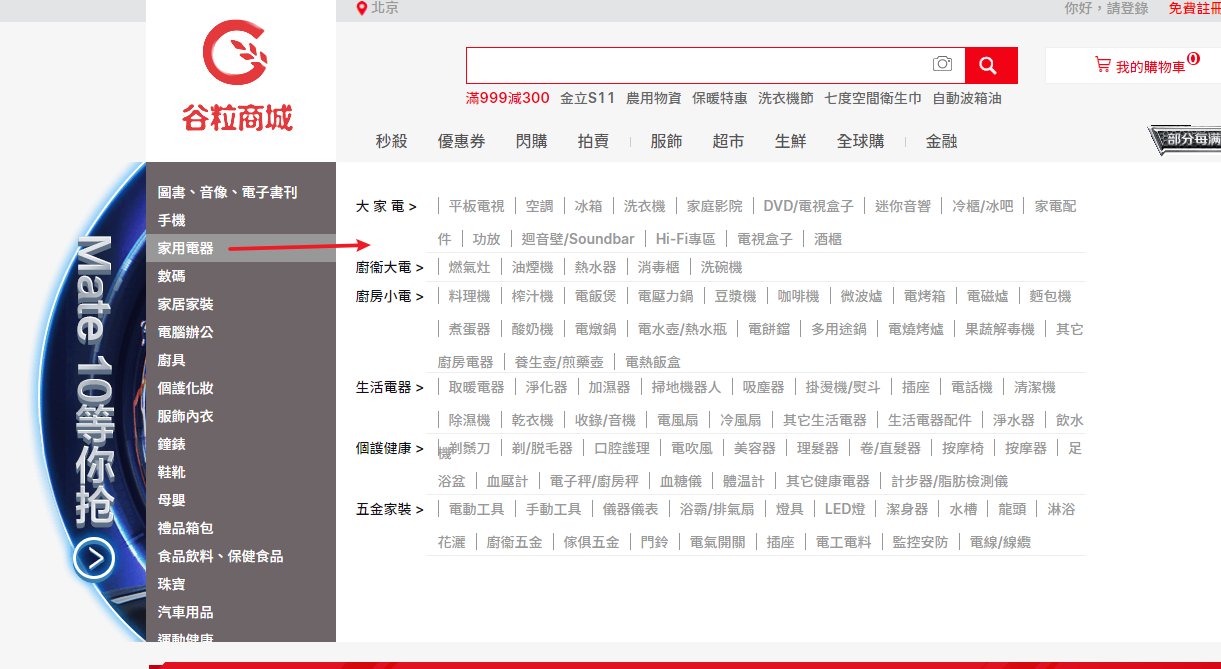 北京
你好，請登錄 免費註冊
谷粒商城
0
我的購物車
滿999減300 金立S11 農用物資 保暖特惠 洗衣機節 七度空間衛生巾 自動波箱油
秒殺 優惠券 閃購 拍賣 服飾 超市 生鮮 全球購 金融
部分每满
Mate 10等你抢
圖書、音像、電子書刊
手機
家用電器
數碼
家居家裝
電腦辦公
廚具
個護化妝
服飾內衣
鐘錶
鞋靴
母嬰
禮品箱包
食品飲料、保健食品
珠寶
汽車用品
運動健康
大 家 電 > 平板電視 空調 冰箱 洗衣機 家庭影院 DVD/電視盒子 迷你音響 冷櫃/冰吧 家電配
件 功放 迴音壁/Soundbar Hi-Fi專區 電視盒子 酒櫃
廚衛大電 > 燃氣灶 油煙機 熱水器 消毒櫃 洗碗機
廚房小電 > 料理機 榨汁機 電飯煲 電壓力鍋 豆漿機 咖啡機 微波爐 電烤箱 電磁爐 麵包機
煮蛋器 酸奶機 電燉鍋 電水壺/熱水瓶 電餅鐺 多用途鍋 電燒烤爐 果蔬解毒機 其它
廚房電器 養生壺/煎藥壺 電熱飯盒
生活電器 > 取暖電器 淨化器 加濕器 掃地機器人 吸塵器 掛燙機/熨斗 插座 電話機 清潔機
除濕機 乾衣機 收錄/音機 電風扇 冷風扇 其它生活電器 生活電器配件 淨水器 飲水
機
個護健康 > 剃鬚刀 剃/脫毛器 口腔護理 電吹風 美容器 理髮器 卷/直髮器 按摩椅 按摩器 足
浴盆 血壓計 電子秤/廚房秤 血糖儀 體溫計 其它健康電器 計步器/脂肪檢測儀
五金家裝 > 電動工具 手動工具 儀器儀表 浴霸/排氣扇 燈具 LED燈 潔身器 水槽 龍頭 淋浴
花灑 廚衛五金 傢俱五金 門鈴 電氣開關 插座 電工電料 監控安防 電線/線纜